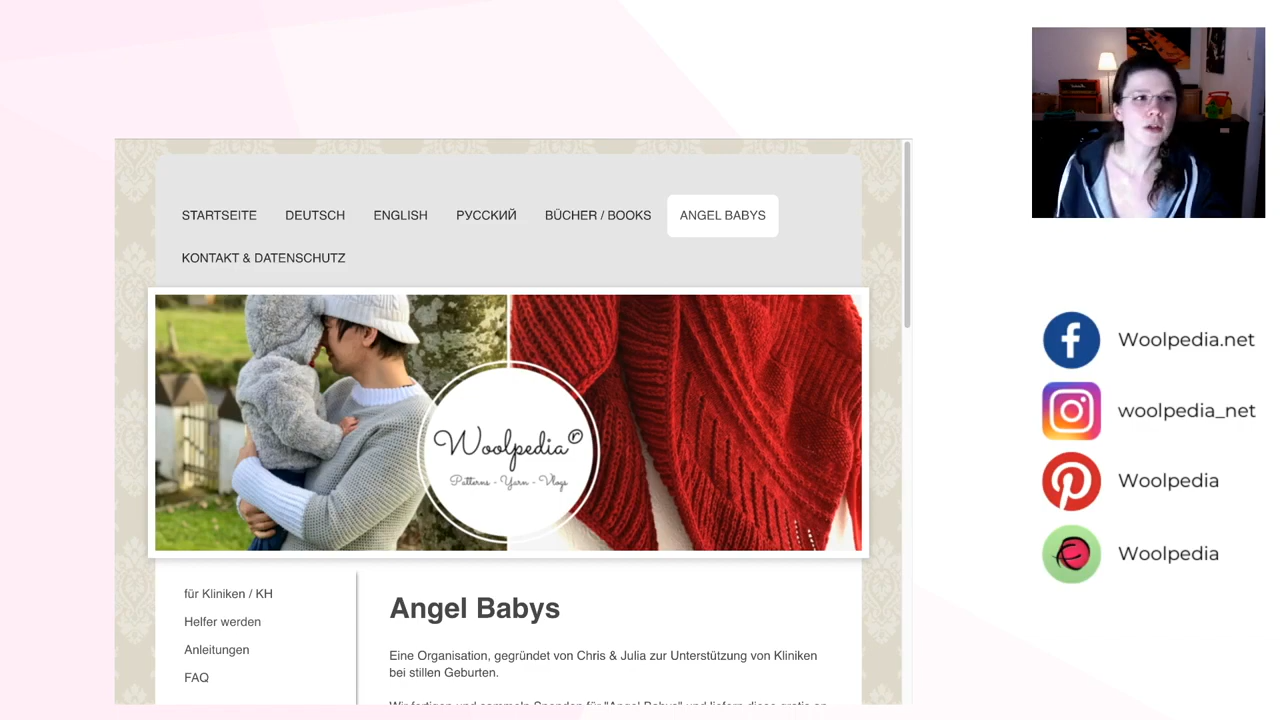 STARTSEITE DEUTSCH ENGLISH РУССКИЙ BÜCHER / BOOKS ANGEL BABYS
KONTAKT & DATENSCHUTZ
Woolpedia®
Patterns - Yarn - Vlogs
für Kliniken / KH
Helfer werden
Anleitungen
FAQ
Angel Babys
Eine Organisation, gegründet von Chris & Julia zur Unterstützung von Kliniken
bei stillen Geburten.
Woolpedia.net
woolpedia_net
Woolpedia
Woolpedia